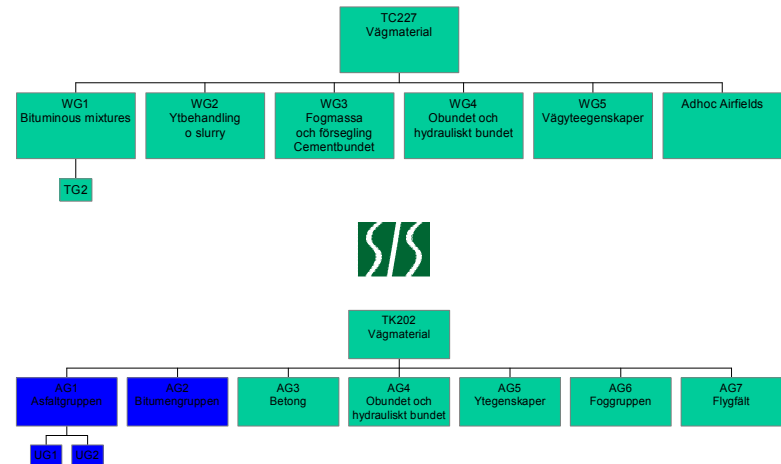 TC227
Vägmaterial
WG1
Bituminous mixtures
WG2
Ytbehandling
o slurry
WG3
Fogmassa
och försegling
Cementbundet
WG4
Obundet och
hydrauliskt bundet
WG5
Vägyteegenskaper
Adhoc Airfields
TG2
SIS
TK202
Vägmaterial
AG1
Asfaltgruppen
AG2
Bitumengruppen
AG3
Betong
AG4
Obundet och
hydrauliskt bundet
AG5
Ytegenskaper
AG6
Foggruppen
AG7
Flygfält
UG1
UG2